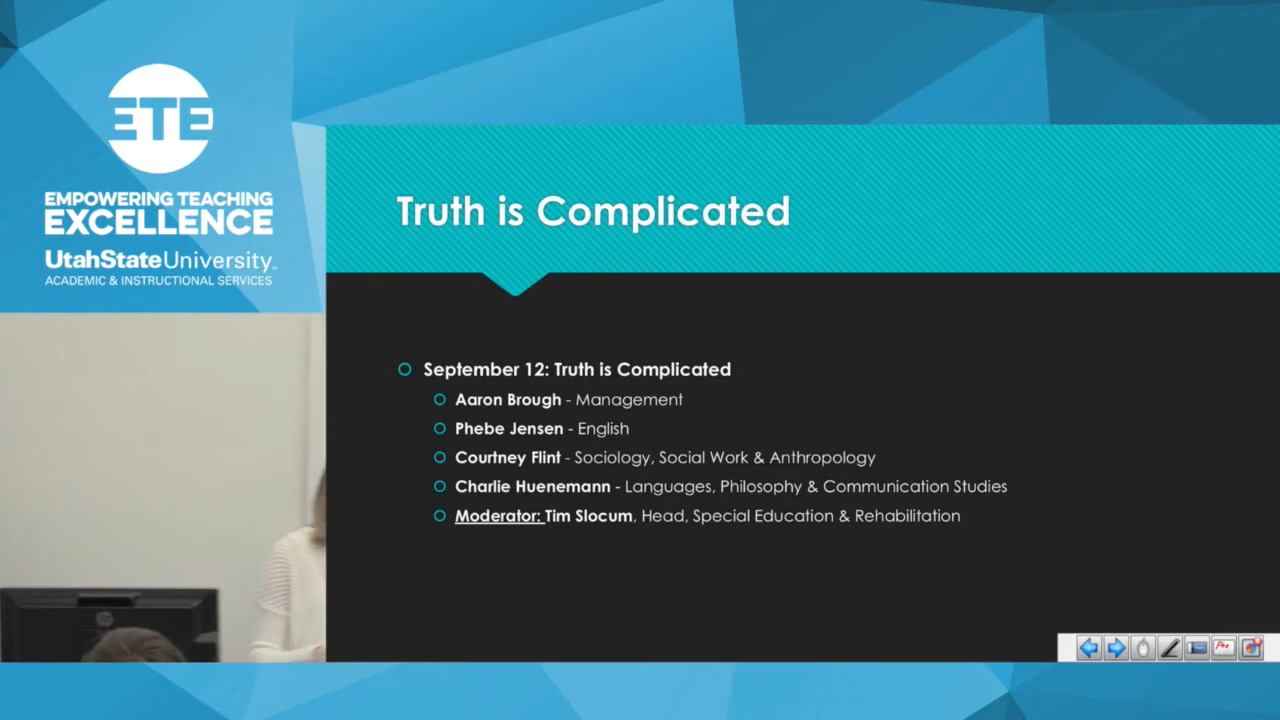 ETE
EMPOWERING TEACHING
EXCELLENCE
UtahStateUniversity
ACADEMIC & INSTRUCTIONAL SERVICES
Truth is Complicated
September 12: Truth is Complicated
Aaron Brough - Management
Phebe Jensen - English
Courtney Flint - Sociology, Social Work & Anthropology
Charlie Huenemann - Languages, Philosophy & Communication Studies
Moderator: Tim Slocum, Head, Special Education & Rehabilitation